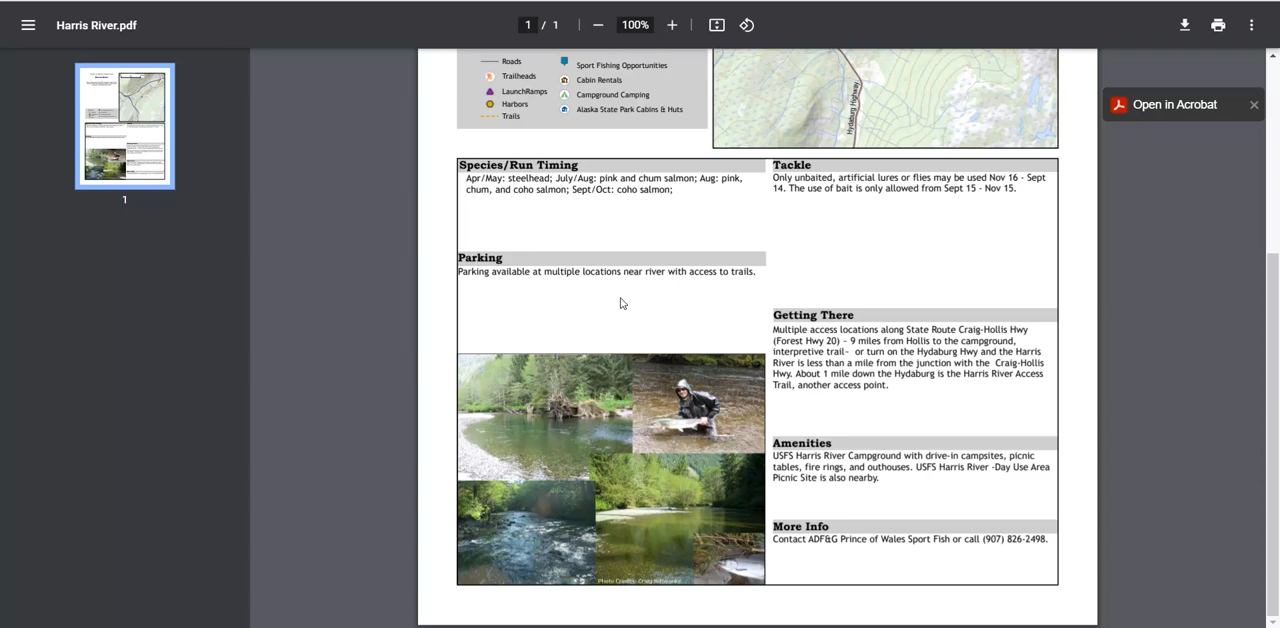 Harris River.pdf
1 / 1
100%
Open in Acrobat
1
Roads
Trailheads
LaunchRamps
Harbors
Trails
Sport Fishing Opportunities
Cabin Rentals
Campground Camping
Alaska State Park Cabins & Huts
Hydaburg Highway
Species/Run Timing
Apr/May: steelhead; July/Aug: pink and chum salmon; Aug: pink,
chum, and coho salmon; Sept/Oct: coho salmon;
Parking
Parking available at multiple locations near river with access to trails.
Tackle
Only unbaited, artificial lures or flies may be used Nov 16 - Sept
14. The use of bait is only allowed from Sept 15 - Nov 15.
Getting There
Multiple access locations along State Route Craig-Hollis Hwy
(Forest Hwy 20) - 9 miles from Hollis to the campground,
interpretive trail- or turn on the Hydaburg Hwy and the Harris
River is less than a mile from the junction with the Craig-Hollis
Hwy. About 1 mile down the Hydaburg is the Harris River Access
Trail, another access point.
Amenities
USFS Harris River Campground with drive-in campsites, picnic
tables, fire rings, and outhouses. USFS Harris River -Day Use Area
Picnic Site is also nearby.
More Info
Contact ADF&G Prince of Wales Sport Fish or call (907) 826-2498.
Photo Credits: Craig